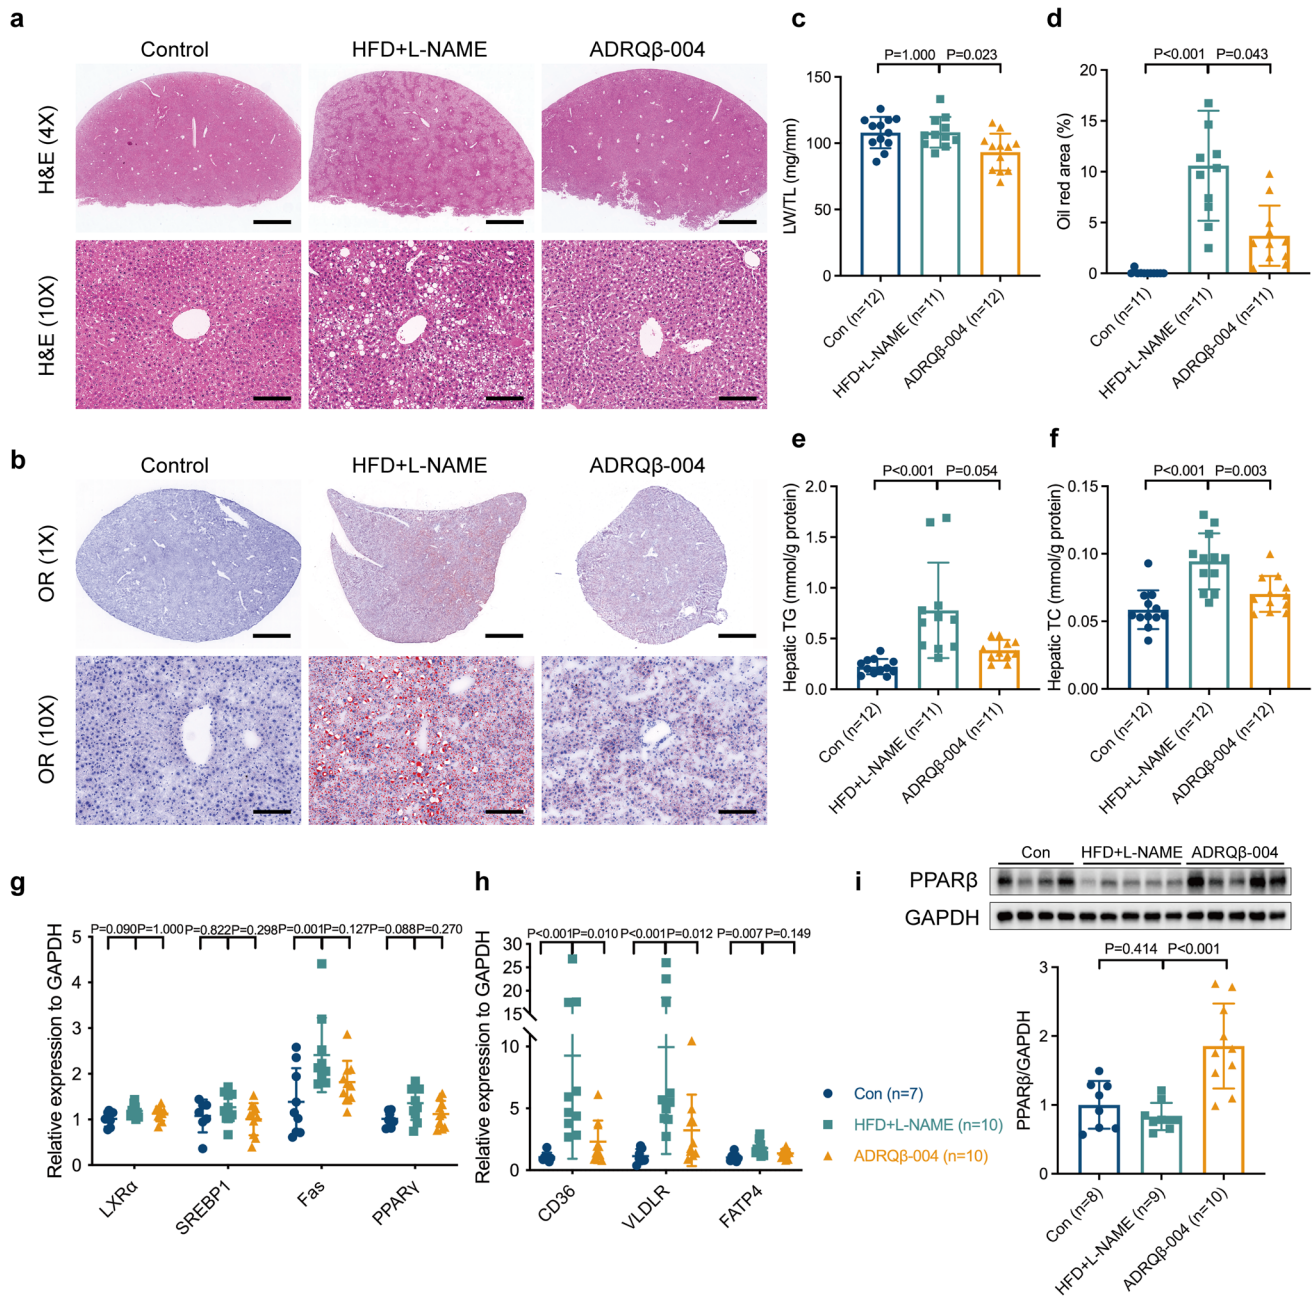 a
Control
HFD+L-NAME
ADRQβ-004
H&E (4X)
H&E (10X)
b
Control
HFD+L-NAME
ADRQβ-004
OR (1X)
OR (10X)
c
P=1.000 P=0.023
LW/TL (mg/mm)
150
100
50
0
Con (n=12)
HFD+L-NAME (n=11)
ADRQβ-004 (n=12)
d
P<0.001 P=0.043
Oil red area (%)
20
15
10
5
0
Con (n=11)
HFD+L-NAME (n=11)
ADRQβ-004 (n=11)
e
P<0.001 P=0.054
Hepatic TG (mmol/g protein)
2.0
1.5
1.0
0.5
0.0
Con (n=12)
HFD+L-NAME (n=11)
ADRQβ-004 (n=11)
f
P<0.001 P=0.003
Hepatic TC (mmol/g protein)
0.15
0.10
0.05
0.00
Con (n=12)
HFD+L-NAME (n=12)
ADRQβ-004 (n=12)
g
P=0.090 P=1.000 P=0.822 P=0.298 P=0.001 P=0.127 P=0.088 P=0.270
Relative expression to GAPDH
5
4
3
2
1
0
LXRα
SREBP1
Fas
PPARγ
h
P<0.001 P=0.010 P<0.001 P=0.012 P=0.007 P=0.149
Relative expression to GAPDH
30
25
20
15
10
5
0
CD36
VLDLR
FATP4
Con (n=7)
HFD+L-NAME (n=10)
ADRQβ-004 (n=10)
i
Con HFD+L-NAME ADRQβ-004
PPARβ
GAPDH
P=0.414 P<0.001
PPARβ/GAPDH
3
2
1
0
Con (n=8)
HFD+L-NAME (n=9)
ADRQβ-004 (n=10)